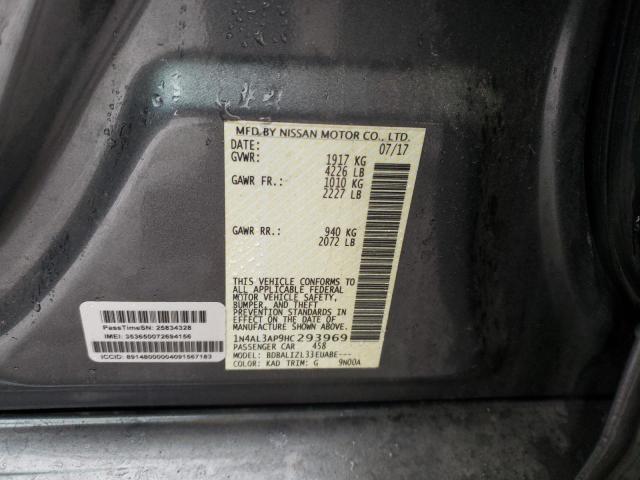 MFD BY NISSAN MOTOR CO., LTD.
DATE: 07/17
GVWR: 1917 KG
4226 LB
GAWR FR.: 1010 KG
2227 LB
GAWR RR.: 940 KG
2072 LB
THIS VEHICLE CONFORMS TO
ALL APPLICABLE FEDERAL
MOTOR VEHICLE SAFETY,
BUMPER, AND THEFT
PREVENTION STANDARDS IN
EFFECT ON THE DATE OF
MANUFACTURE SHOWN ABOVE.
1N4AL3AP9HC293969
PASSENGER CAR 458
MODEL: BDBALIZL33EUABE---
COLOR: KAD TRIM: G 9N00A
PassTimeSN: 25834328
IMEI: 353650072694156
ICCID: 89148000004091567183